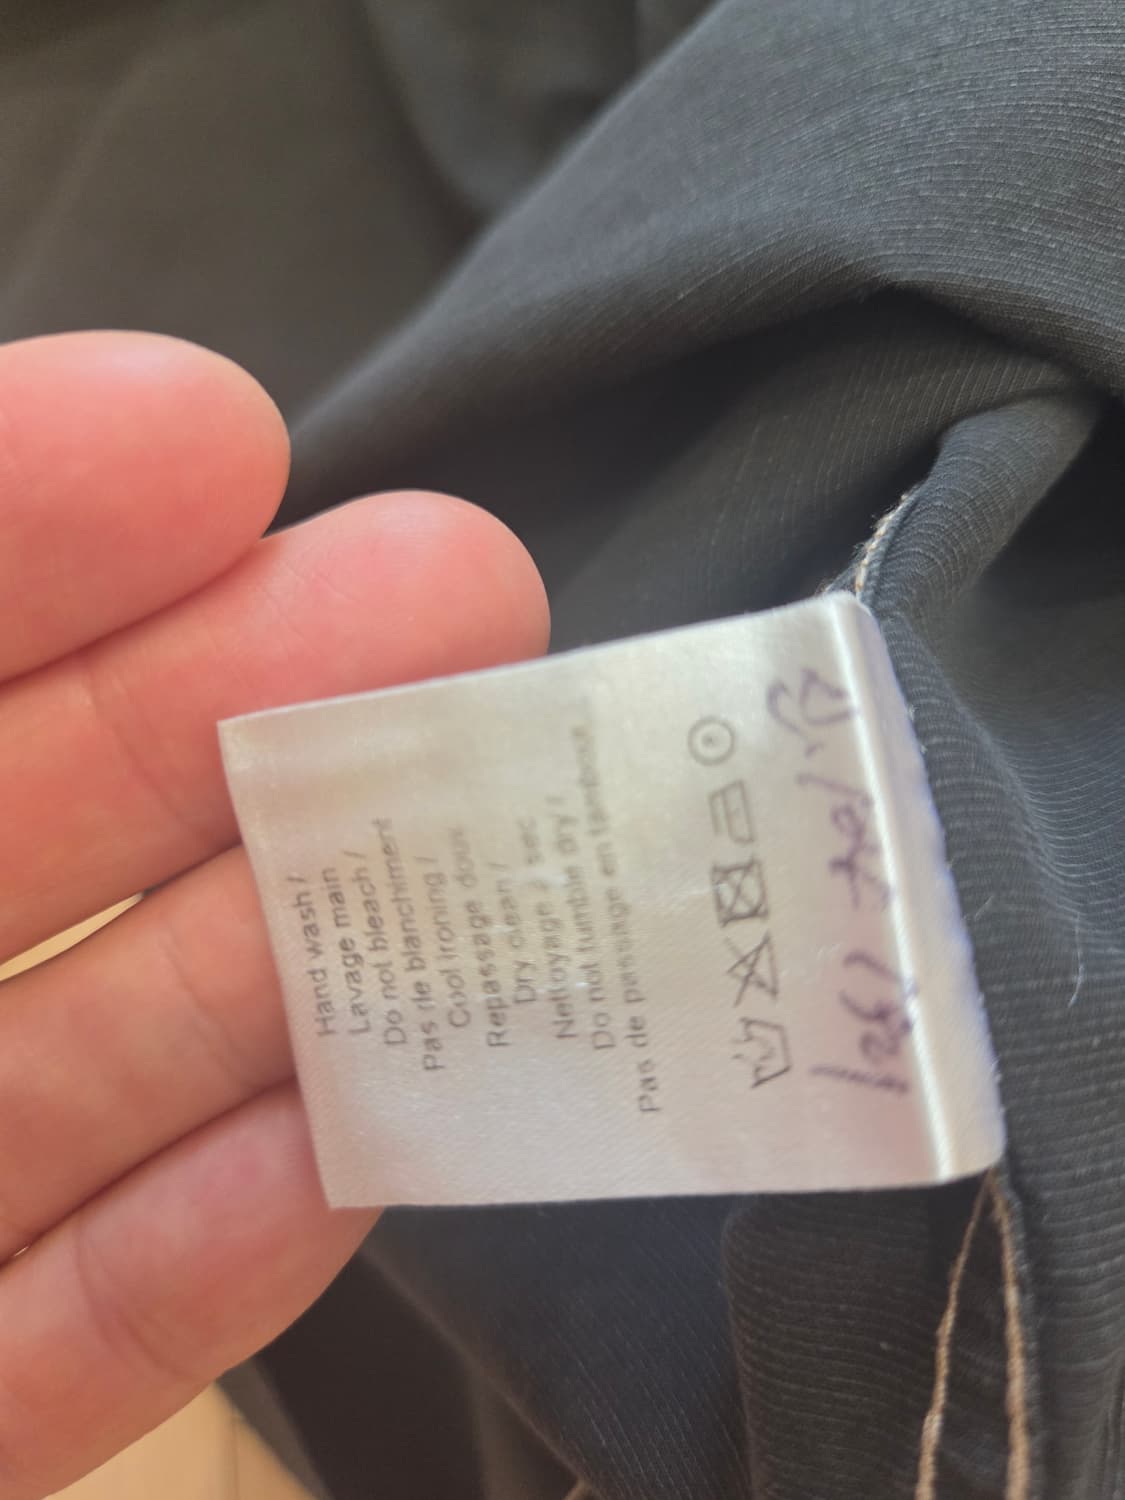 Hand wash /
Lavage main
Do not bleach /
Pas de blanchiment
Cool ironing /
Repassage doux
Dry clean /
Nettoyage à sec
Do not tumble dry /
Pas de passage en tambour